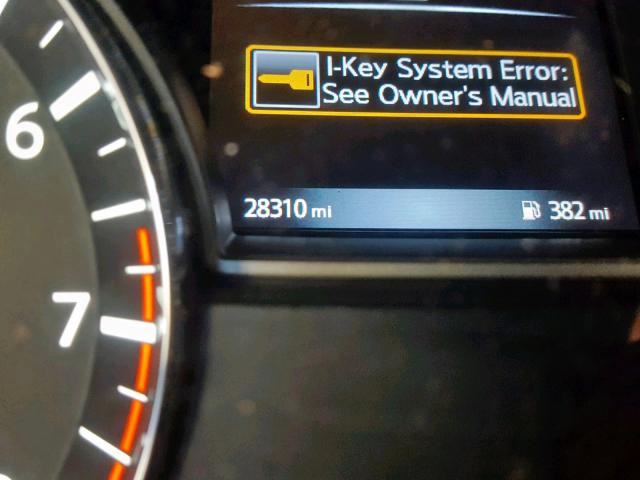 I-Key System Error:
See Owner's Manual
28310 mi
382 mi
6
7